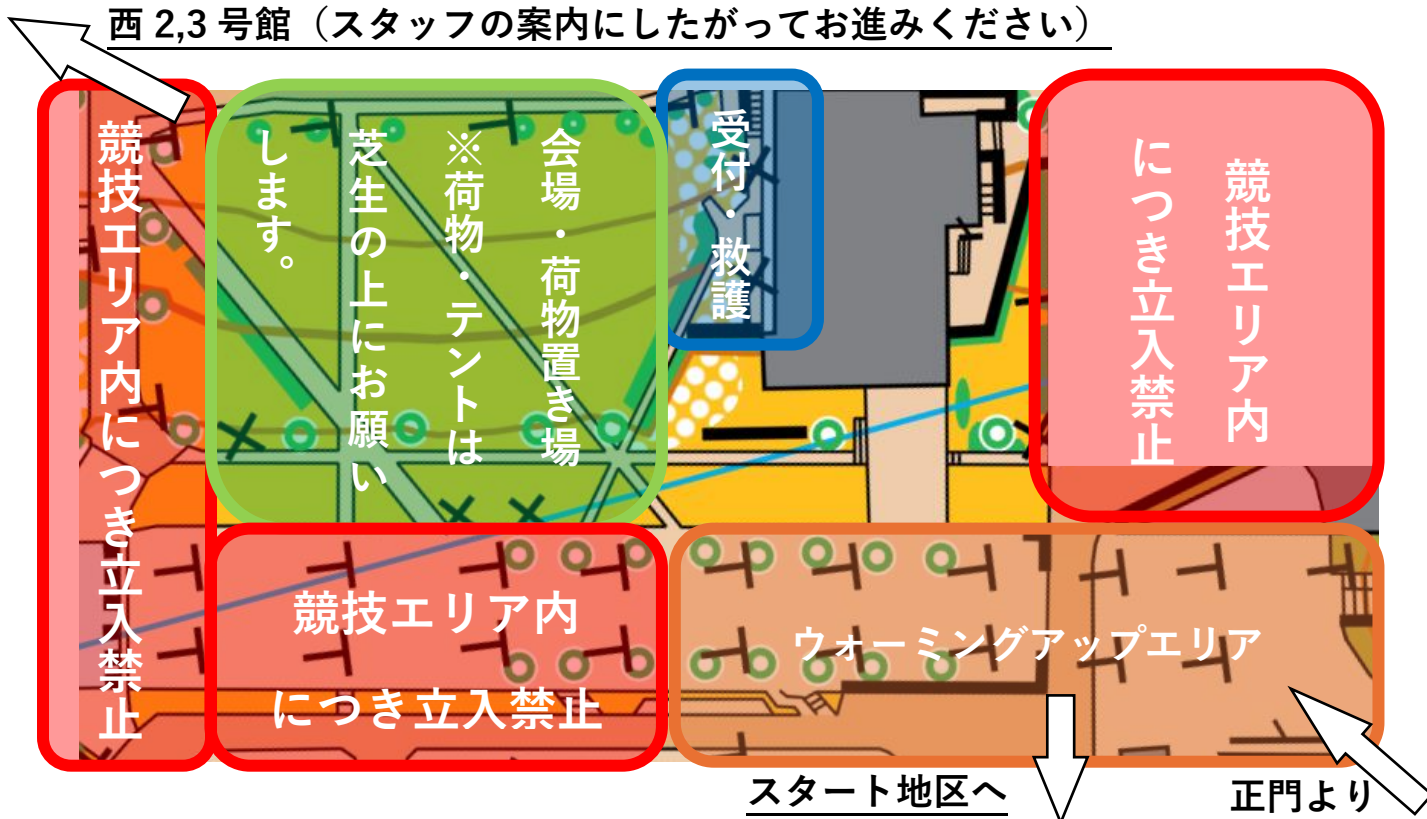 西 2,3 号館（スタッフの案内にしたがってお進みください）
競技エリア内につき立入禁止
会場・荷物置き場
※荷物・テントは
芝生の上にお願い
します。
受付・救護
競技エリア内
につき立入禁止
競技エリア内
につき立入禁止
ウォーミングアップエリア
スタート地区へ
正門より